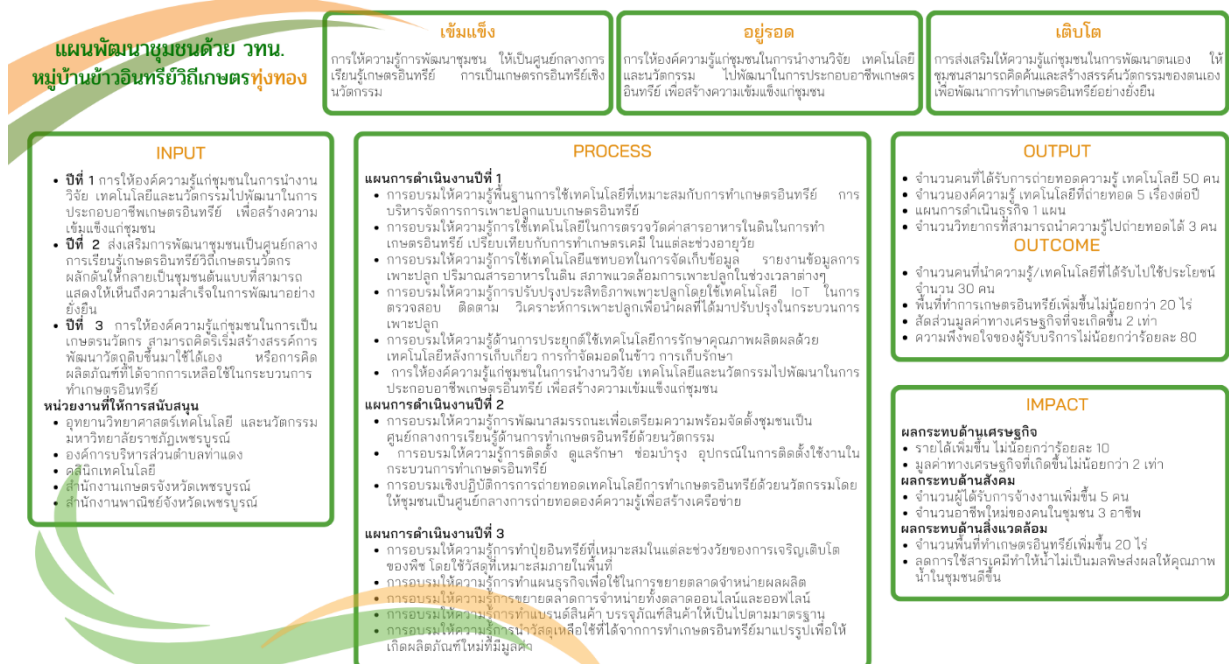 แผนพัฒนาชุมชนด้วย วทน.
หมู่บ้านข้าวอินทรีย์วิถีเกษตรทุ่งทอง
เข้มแข็ง
การให้ความรู้การพัฒนาชุมชน ให้เป็นศูนย์กลางการ
เรียนรู้เกษตรอินทรีย์ การเป็นเกษตรกรอินทรีย์เชิง
นวัตกรรม
อยู่รอด
การให้องค์ความรู้แก่ชุมชนในการนำงานวิจัย เทคโนโลยี
และนวัตกรรม ไปพัฒนาในการประกอบอาชีพเกษตร
อินทรีย์ เพื่อสร้างความเข้มแข็งแก่ชุมชน
เติบโต
การส่งเสริมให้ความรู้แก่ชุมชนในการพัฒนาตนเอง ให้
ชุมชนสามารถคิดค้นและสร้างสรรค์นวัตกรรมของตนเอง
เพื่อพัฒนาการทำเกษตรอินทรีย์อย่างยั่งยืน
INPUT
• ปีที่ 1 การให้องค์ความรู้แก่ชุมชนในการนำงาน
วิจัย เทคโนโลยีและนวัตกรรมไปพัฒนาในการ
ประกอบอาชีพเกษตรอินทรีย์ เพื่อสร้างความ
เข้มแข็งแก่ชุมชน
• ปีที่ 2 ส่งเสริมการพัฒนาชุมชนเป็นศูนย์กลาง
การเรียนรู้เกษตรอินทรีย์วิถีเกษตรนวัตกร
ผลักดันให้กลายเป็นชุมชนต้นแบบที่สามารถ
แสดงให้เห็นถึงความสำเร็จในการพัฒนาอย่าง
ยั่งยืน
• ปีที่ 3 การให้องค์ความรู้แก่ชุมชนในการเป็น
เกษตรนวัตกร สามารถคิดริเริ่มสร้างสรรค์การ
พัฒนาวัตถุดิบขึ้นมาใช้ได้เอง หรือการคิด
ผลิตภัณฑ์ที่ได้จากการเหลือใช้ในกระบวนการ
ทำเกษตรอินทรีย์
หน่วยงานที่ให้การสนับสนุน
• อุทยานวิทยาศาสตร์เทคโนโลยี และนวัตกรรม
มหาวิทยาลัยราชภัฏเพชรบูรณ์
• องค์การบริหารส่วนตำบลท่าแดง
• คลินิกเทคโนโลยี
• สำนักงานเกษตรจังหวัดเพชรบูรณ์
• สำนักงานพาณิชย์จังหวัดเพชรบูรณ์
PROCESS
แผนการดำเนินงานปีที่ 1
• การอบรมให้ความรู้พื้นฐานการใช้เทคโนโลยีที่เหมาะสมกับการทำเกษตรอินทรีย์ การ
บริหารจัดการการเพาะปลูกแบบเกษตรอินทรีย์
• การอบรมให้ความรู้การใช้เทคโนโลยีในการตรวจวัดค่าสารอาหารในดินในการทำ
เกษตรอินทรีย์ เปรียบเทียบกับการทำเกษตรเคมี ในแต่ละช่วงอายุวัย
• การอบรมให้ความรู้การใช้เทคโนโลยีแชทบอทในการจัดเก็บข้อมูล รายงานข้อมูลการ
เพาะปลูก ปริมาณสารอาหารในดิน สภาพแวดล้อมการเพาะปลูกในช่วงเวลาต่างๆ
• การอบรมให้ความรู้การปรับปรุงประสิทธิภาพเพาะปลูกโดยใช้เทคโนโลยี IoT ในการ
ตรวจสอบ ติดตาม วิเคราะห์การเพาะปลูกเพื่อนำผลที่ได้มาปรับปรุงในกระบวนการ
เพาะปลูก
• การอบรมให้ความรู้ด้านการประยุกต์ใช้เทคโนโลยีการรักษาคุณภาพผลิตผลด้วย
เทคโนโลยีหลังการเก็บเกี่ยว การกำจัดมอดในข้าว การเก็บรักษา
• การให้องค์ความรู้แก่ชุมชนในการนำงานวิจัย เทคโนโลยีและนวัตกรรมไปพัฒนาในการ
ประกอบอาชีพเกษตรอินทรีย์ เพื่อสร้างความเข้มแข็งแก่ชุมชน
แผนการดำเนินงานปีที่ 2
• การอบรมให้ความรู้การพัฒนาสมรรถนะเพื่อเตรียมความพร้อมจัดตั้งชุมชนเป็น
ศูนย์กลางการเรียนรู้ด้านการทำเกษตรอินทรีย์ด้วยนวัตกรรม
• การอบรมให้ความรู้การติดตั้ง ดูแลรักษา ซ่อมบำรุง อุปกรณ์ในการติดตั้งใช้งานใน
กระบวนการทำเกษตรอินทรีย์
• การอบรมเชิงปฏิบัติการการถ่ายทอดเทคโนโลยีการทำเกษตรอินทรีย์ด้วยนวัตกรรมโดย
ให้ชุมชนเป็นศูนย์กลางการถ่ายทอดองค์ความรู้เพื่อสร้างเครือข่าย
แผนการดำเนินงานปีที่ 3
• การอบรมให้ความรู้การทำปุ๋ยอินทรีย์ที่เหมาะสมในแต่ละช่วงวัยของการเจริญเติบโต
ของพืช โดยใช้วัสดุที่เหมาะสมภายในพื้นที่
• การอบรมให้ความรู้การทำแผนธุรกิจเพื่อใช้ในการขยายตลาดจำหน่ายผลผลิต
• การอบรมให้ความรู้การขยายตลาดการจำหน่ายทั้งตลาดออนไลน์และออฟไลน์
• การอบรมให้ความรู้การทำแบรนด์สินค้า บรรจุภัณฑ์สินค้าให้เป็นไปตามมาตรฐาน
• การอบรมให้ความรู้การนำวัสดุเหลือใช้ที่ได้จากการทำเกษตรอินทรีย์มาแปรรูปเพื่อให้
เกิดผลิตภัณฑ์ใหม่ที่มีมูลค่า
OUTPUT
• จำนวนคนที่ได้รับการถ่ายทอดความรู้ เทคโนโลยี 50 คน
• จำนวนองค์ความรู้ เทคโนโลยีที่ถ่ายทอด 5 เรื่องต่อปี
• แผนการดำเนินธุรกิจ 1 แผน
• จำนวนวิทยากรที่สามารถนำความรู้ไปถ่ายทอดได้ 3 คน
OUTCOME
• จำนวนคนที่นำความรู้/เทคโนโลยีที่ได้รับไปใช้ประโยชน์
จำนวน 30 คน
• พื้นที่ทำการเกษตรอินทรีย์เพิ่มขึ้นไม่น้อยกว่า 20 ไร่
• สัดส่วนมูลค่าทางเศรษฐกิจที่จะเกิดขึ้น 2 เท่า
• ความพึงพอใจของผู้รับบริการไม่น้อยกว่าร้อยละ 80
IMPACT
ผลกระทบด้านเศรษฐกิจ
• รายได้เพิ่มขึ้น ไม่น้อยกว่าร้อยละ 10
• มูลค่าทางเศรษฐกิจที่เกิดขึ้นไม่น้อยกว่า 2 เท่า
ผลกระทบด้านสังคม
• จำนวนผู้ได้รับการจ้างงานเพิ่มขึ้น 5 คน
• จำนวนอาชีพใหม่ของคนในชุมชน 3 อาชีพ
ผลกระทบด้านสิ่งแวดล้อม
• จำนวนพื้นที่ทำเกษตรอินทรีย์เพิ่มขึ้น 20 ไร่
• ลดการใช้สารเคมีทำให้น้ำไม่เป็นมลพิษส่งผลให้คุณภาพ
น้ำในชุมชนดีขึ้น